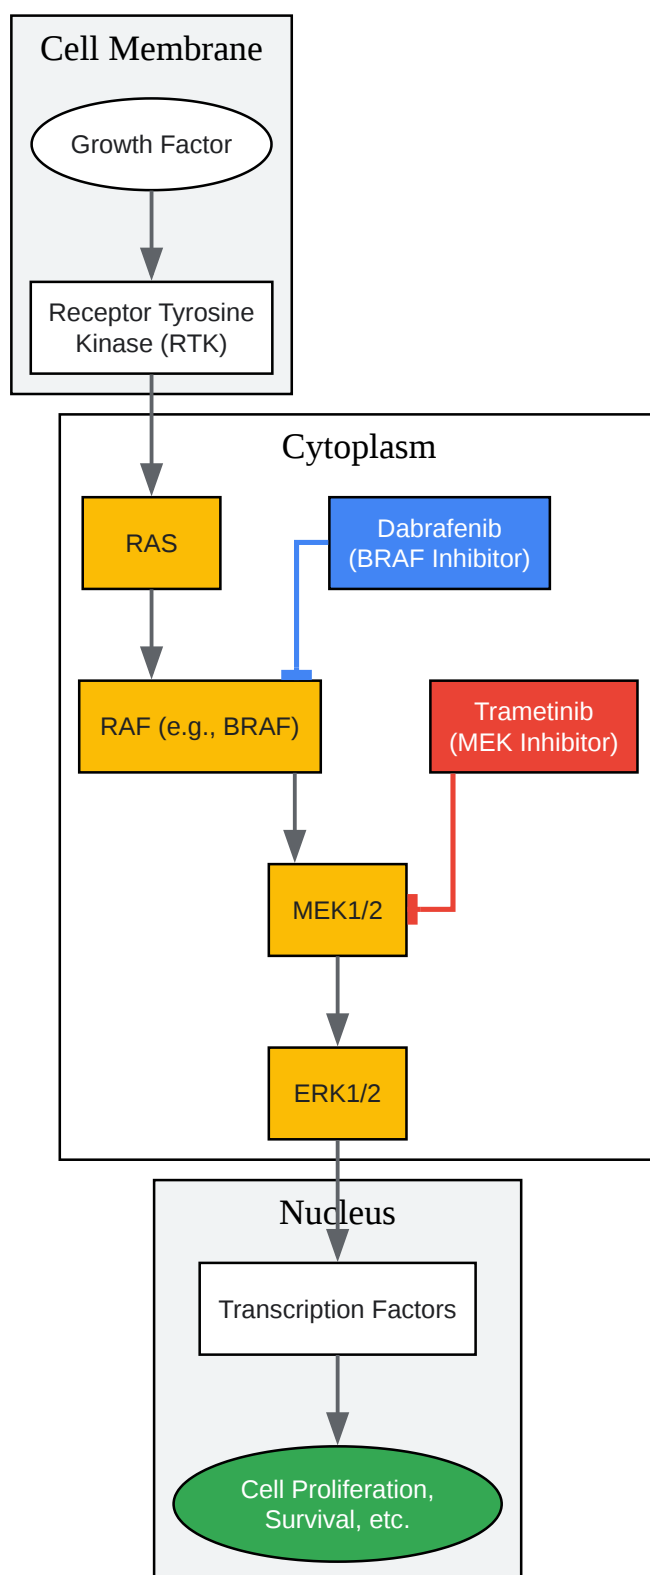 Cell Membrane
Growth Factor
Receptor Tyrosine
Kinase (RTK)
Cytoplasm
RAS
Dabrafenib
(BRAF Inhibitor)
RAF (e.g., BRAF)
Trametinib
(MEK Inhibitor)
MEK1/2
ERK1/2
Nucleus
Transcription Factors
Cell Proliferation,
Survival, etc.